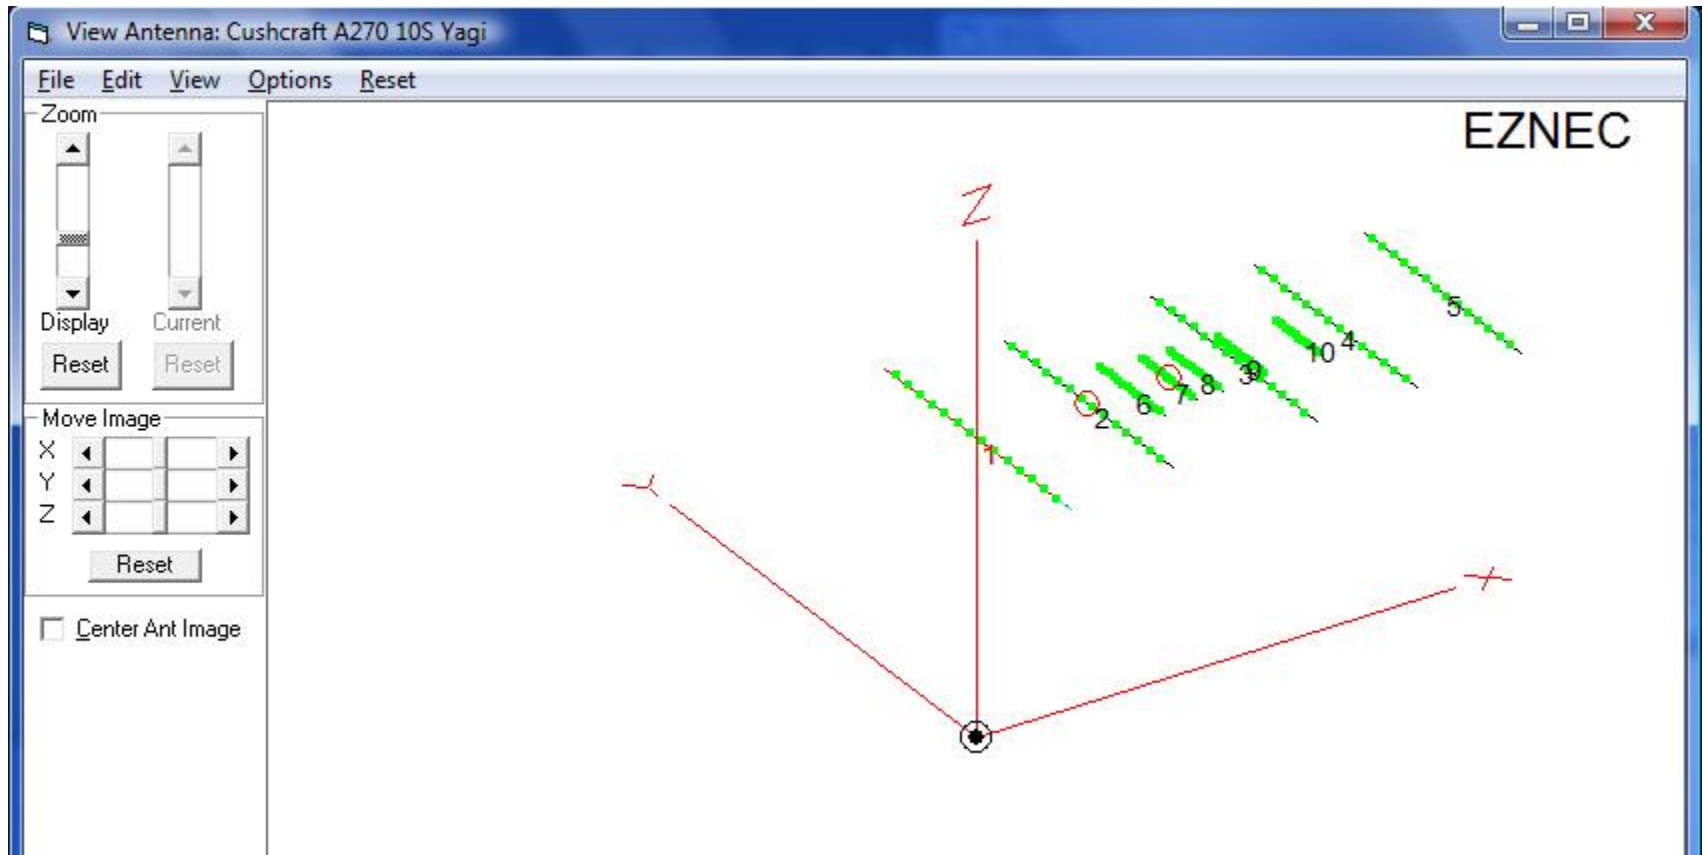 View Antenna: Cushcraft A270 10S Yagi
File Edit View Options Reset
Zoom
Display Current
Reset Reset
Move Image
X
Y
Z
Reset
Center Ant Image
EZNEC
Z
5
4
10
9
3
8
7
6
2
1
Y
X